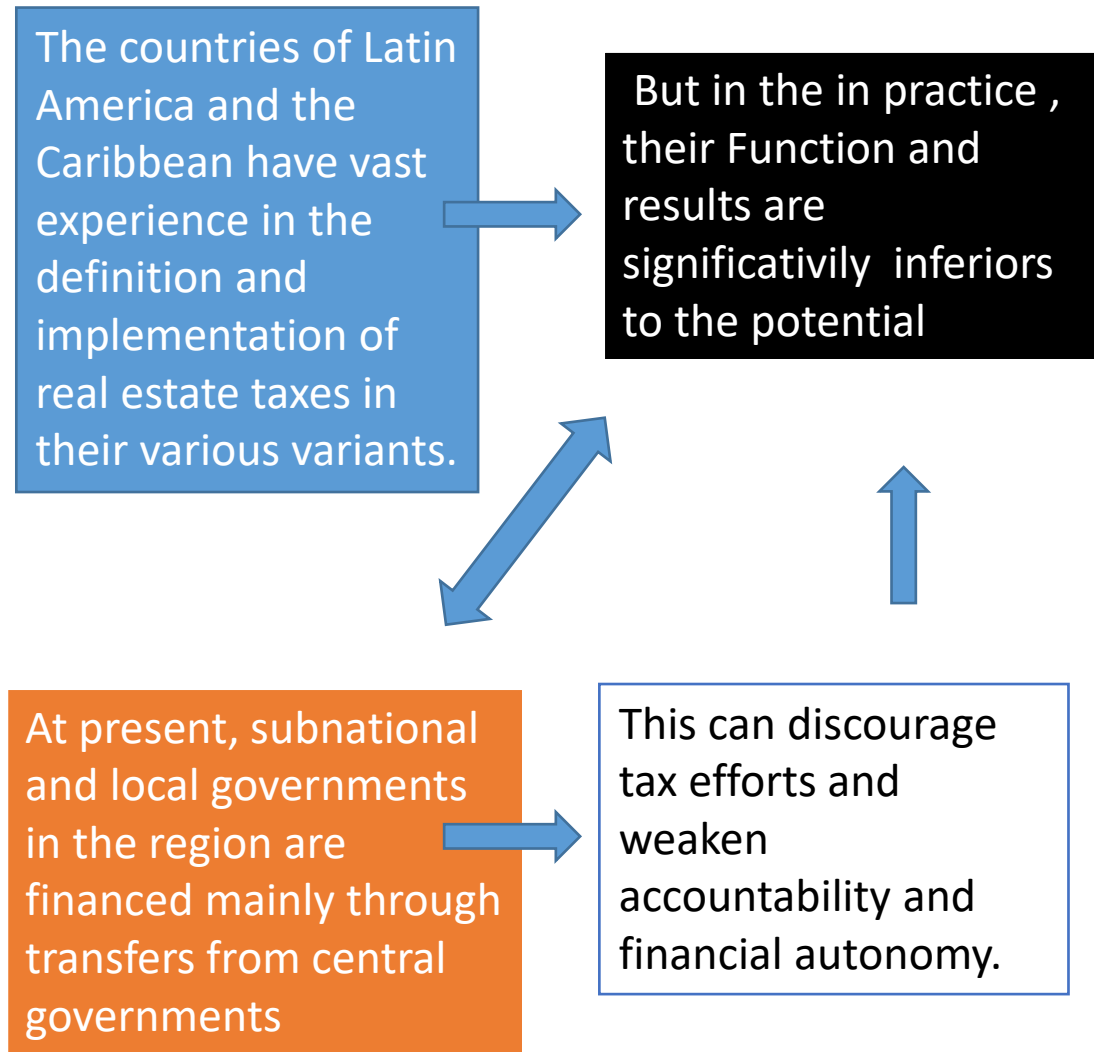 The countries of Latin
America and the
Caribbean have vast
experience in the
definition and
implementation of
real estate taxes in
their various variants.
But in the in practice ,
their Function and
results are
significativily  inferiors
to the potential
At present, subnational
and local governments
in the region are
financed mainly through
transfers from central
governments
This can discourage
tax efforts and
weaken
accountability and
financial autonomy.